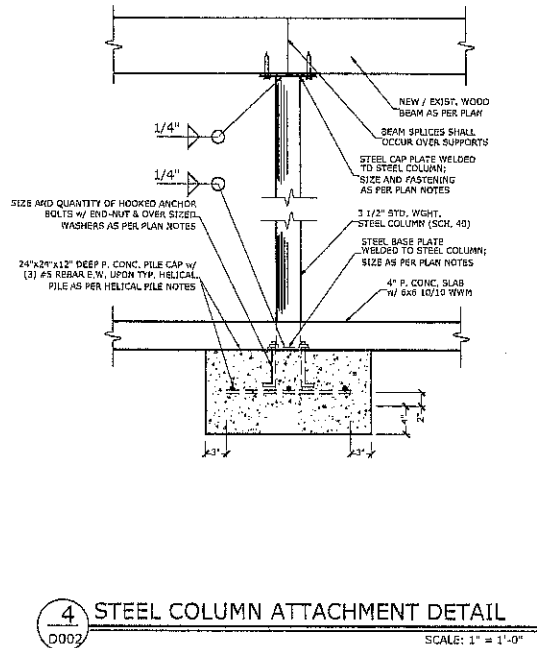 NEW / EXIST. WOOD
BEAM AS PER PLAN
1/4"
BEAM SPLICES SHALL
OCCUR OVER SUPPORTS
STEEL CAP PLATE WELDED
TO STEEL COLUMN;
SIZE AND FASTENING
AS PER PLAN NOTES
1/4"
SIZE AND QUANTITY OF HOOKED ANCHOR
BOLTS w/ END-NUT & OVER SIZED
WASHERS AS PER PLAN NOTES
3 1/2" STD. WGHT.
STEEL COLUMN (SCH. 40)
STEEL BASE PLATE
WELDED TO STEEL COLUMN;
SIZE AS PER PLAN NOTES
24"x24"x12" DEEP P. CONC. PILE CAP w/
(3) #5 REBAR E.W. UPON TYP. HELICAL
PILE AS PER HELICAL PILE NOTES
4" P. CONC. SLAB
w/ 6x6 10/10 WWM
4"
2"
3"
3"
4
D002
STEEL COLUMN ATTACHMENT DETAIL
SCALE: 1" = 1'-0"